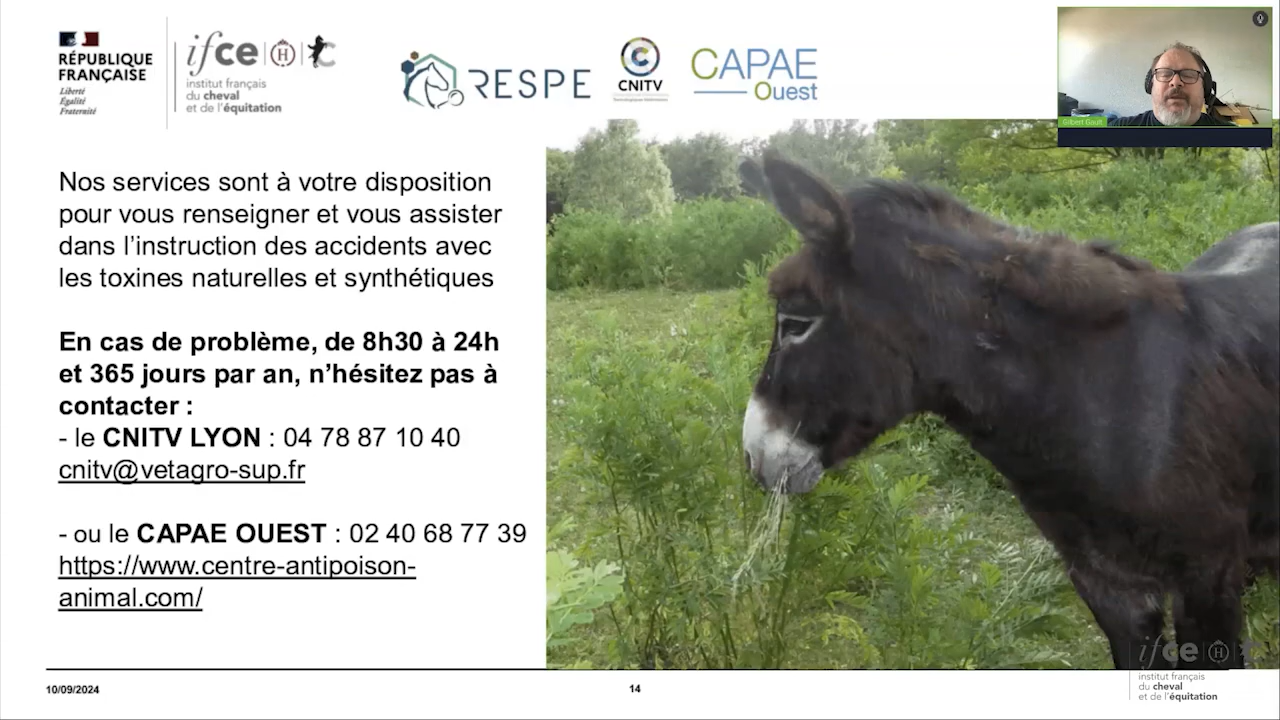 RÉPUBLIQUE
FRANÇAISE
Liberté
Égalité
Fraternité
ifce
institut français
du cheval
et de l'équitation
RESPE
CNITV
CAPAE
Ouest
Gilbert Gault
Nos services sont à votre disposition
pour vous renseigner et vous assister
dans l'instruction des accidents avec
les toxines naturelles et synthétiques
En cas de problème, de 8h30 à 24h
et 365 jours par an, n'hésitez pas à
contacter :
- le CNITV LYON : 04 78 87 10 40
cnitv@vetagro-sup.fr
- ou le CAPAE OUEST : 02 40 68 77 39
https://www.centre-antipoison-
animal.com/
10/09/2024
14
ifce
institut français
du cheval
et de l'équitation